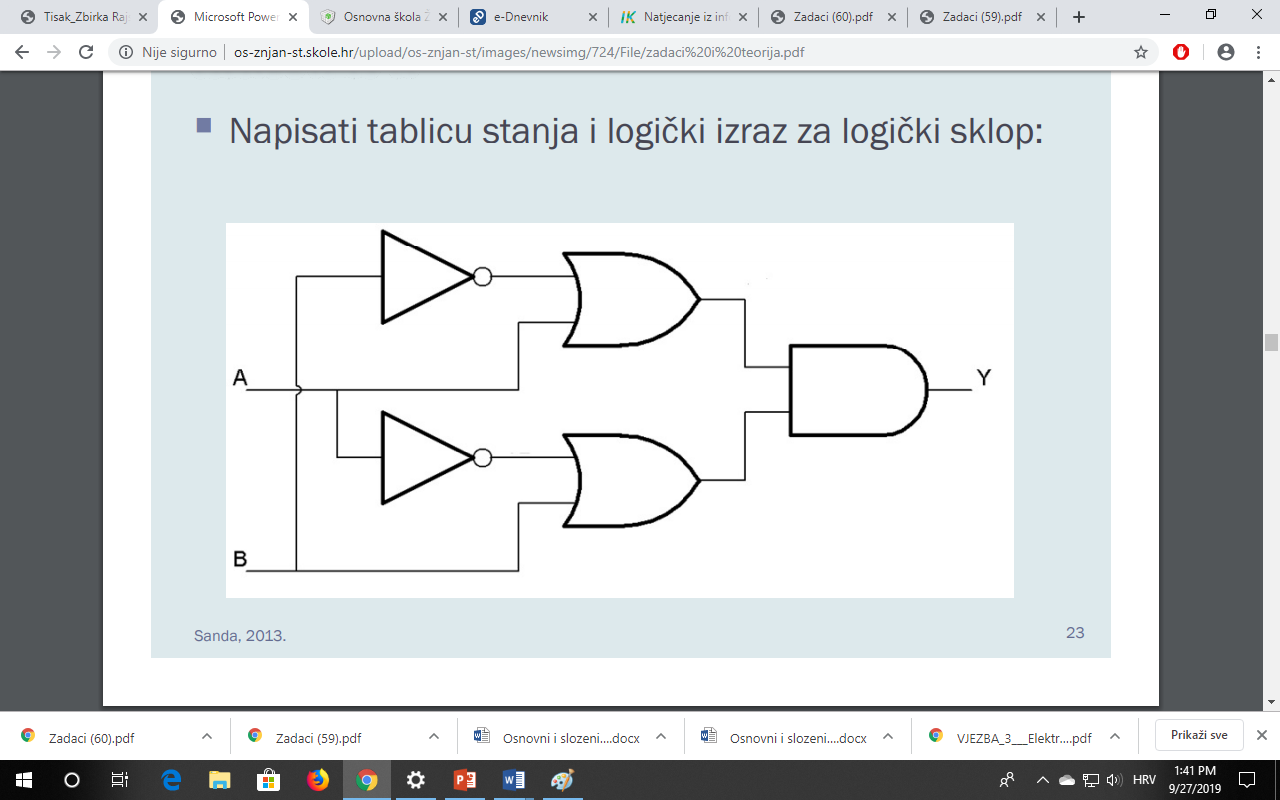 Tisak_Zbirka Raj
Microsoft Power
Osnovna škola Ž
e-Dnevnik
Natjecanje iz inf
Zadaci (60).pdf
Zadaci (59).pdf
Nije sigurno
os-znjan-st.skole.hr/upload/os-znjan-st/images/newsimg/724/File/zadaci%20i%20teorija.pdf
Napisati tablicu stanja i logički izraz za logički sklop:
A
Y
B
Sanda, 2013.
23
Zadaci (60).pdf
Zadaci (59).pdf
Osnovni i slozeni....docx
Osnovni i slozeni....docx
VJEZBA_3___Elektr....pdf
Prikaži sve
HRV
1:41 PM
9/27/2019